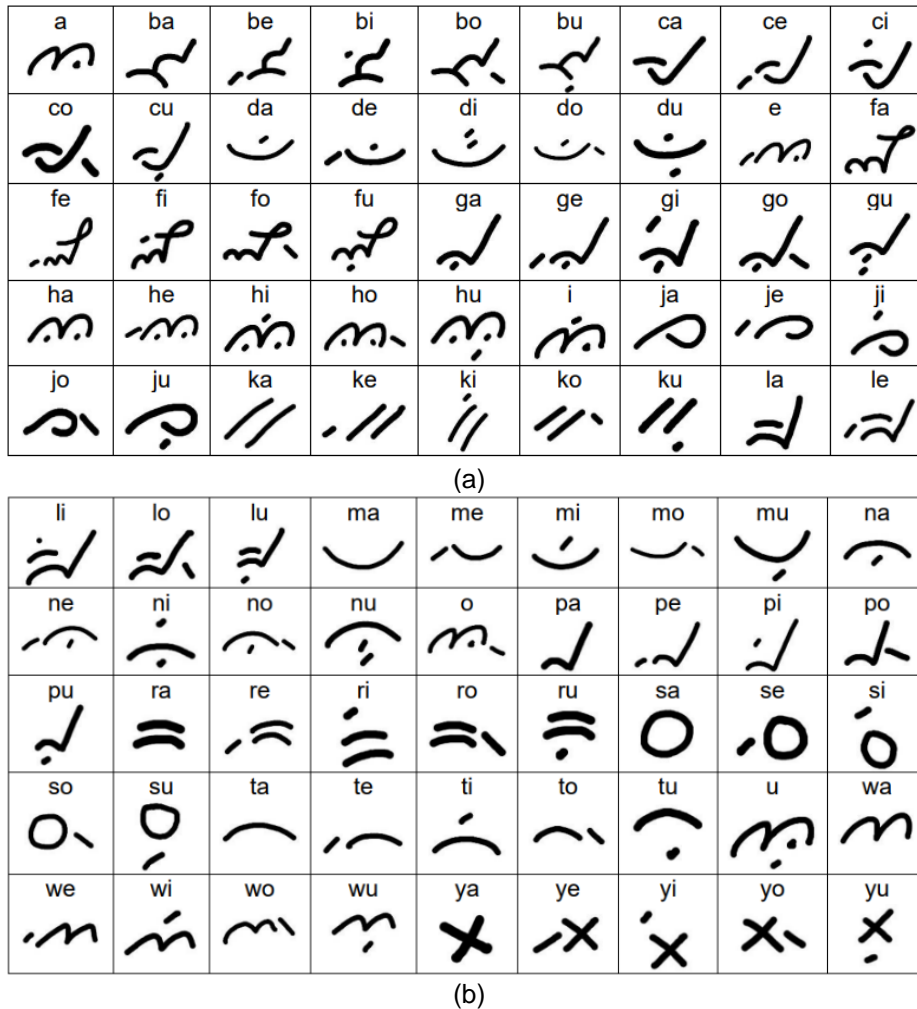 a ba be bi bo bu ca ce ci
co cu da de di do du e fa
fe fi fo fu ga ge gi go gu
ha he hi ho hu i ja je ji
jo ju ka ke ki ko ku la le
(a)
li lo lu ma me mi mo mu na
ne ni no nu o pa pe pi po
pu ra re ri ro ru sa se si
so su ta te ti to tu u wa
we wi wo wu ya ye yi yo yu
(b)